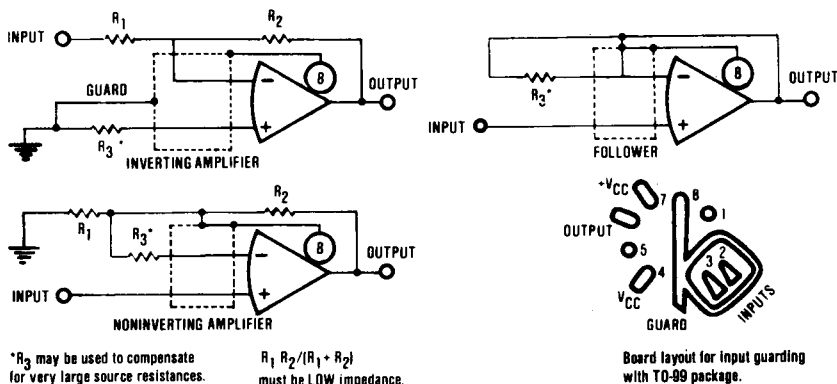 INPUT
R1
R2
GUARD
8
OUTPUT
R3*
INVERTING AMPLIFIER
R3*
8
OUTPUT
INPUT
FOLLOWER
R1
R2
R3*
8
OUTPUT
INPUT
NONINVERTING AMPLIFIER
+VCC
7
8
1
OUTPUT
5
3 2
4
VCC
INPUTS
GUARD
*R3 may be used to compensate
for very large source resistances.
R1 R2/(R1 + R2)
must be LOW impedance.
Board layout for input guarding
with TO-99 package.